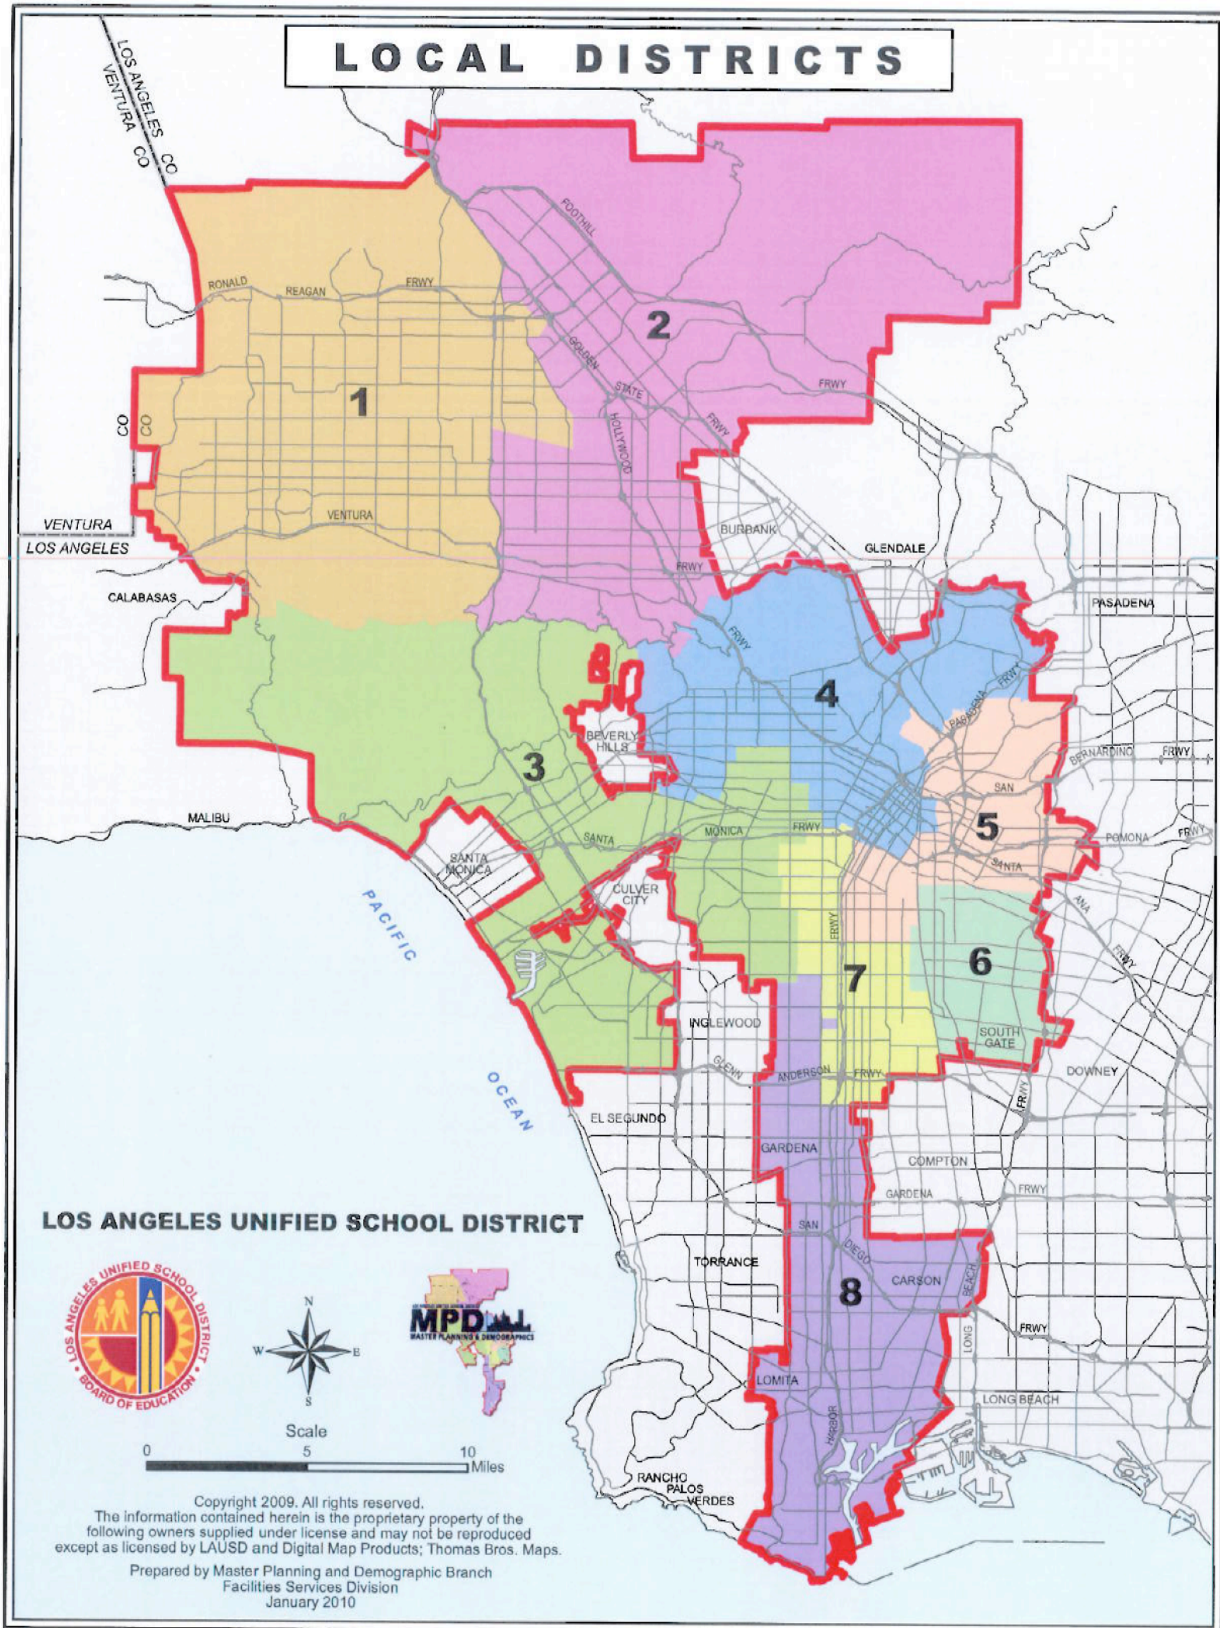 LOCAL DISTRICTS
LOS ANGELES CO
VENTURA CO
FOOTHILL
RONALD
REAGAN
FRWY
2
GOLDEN
STATE
FRWY
FRWY
1
HOLLYWOOD
CO
CO
VENTURA
VENTURA
LOS ANGELES
BURBANK
GLENDALE
FRWY
CALABASAS
PASADENA
FRWY
4
FRWY
PASADENA
BEVERLY
HILLS
BERNARDINO
FRWY
3
SAN
MALIBU
SANTA
MONICA
FRWY
5
POMONA
FRWY
SANTA
MONICA
SANTA
CULVER
CITY
ANA
FRWY
PACIFIC
FRWY
6
7
INGLEWOOD
SOUTH
GATE
GLENN
ANDERSON
FRWY
DOWNEY
OCEAN
FRWY
EL SEGUNDO
GARDENA
COMPTON
GARDENA
FRWY
LOS ANGELES UNIFIED SCHOOL DISTRICT
SAN
DIEGO
TORRANCE
CARSON
BEACH
8
LOS ANGELES UNIFIED SCHOOL DISTRICT
BOARD OF EDUCATION
N
W
E
S
MPD
MASTER PLANNING & DEMOGRAPHICS
FRWY
LONG
LOMITA
LONG BEACH
HARBOR
Scale
0 5 10
Miles
RANCHO
PALOS
VERDES
Copyright 2009. All rights reserved.
The information contained herein is the proprietary property of the
following owners supplied under license and may not be reproduced
except as licensed by LAUSD and Digital Map Products; Thomas Bros. Maps.
Prepared by Master Planning and Demographic Branch
Facilities Services Division
January 2010